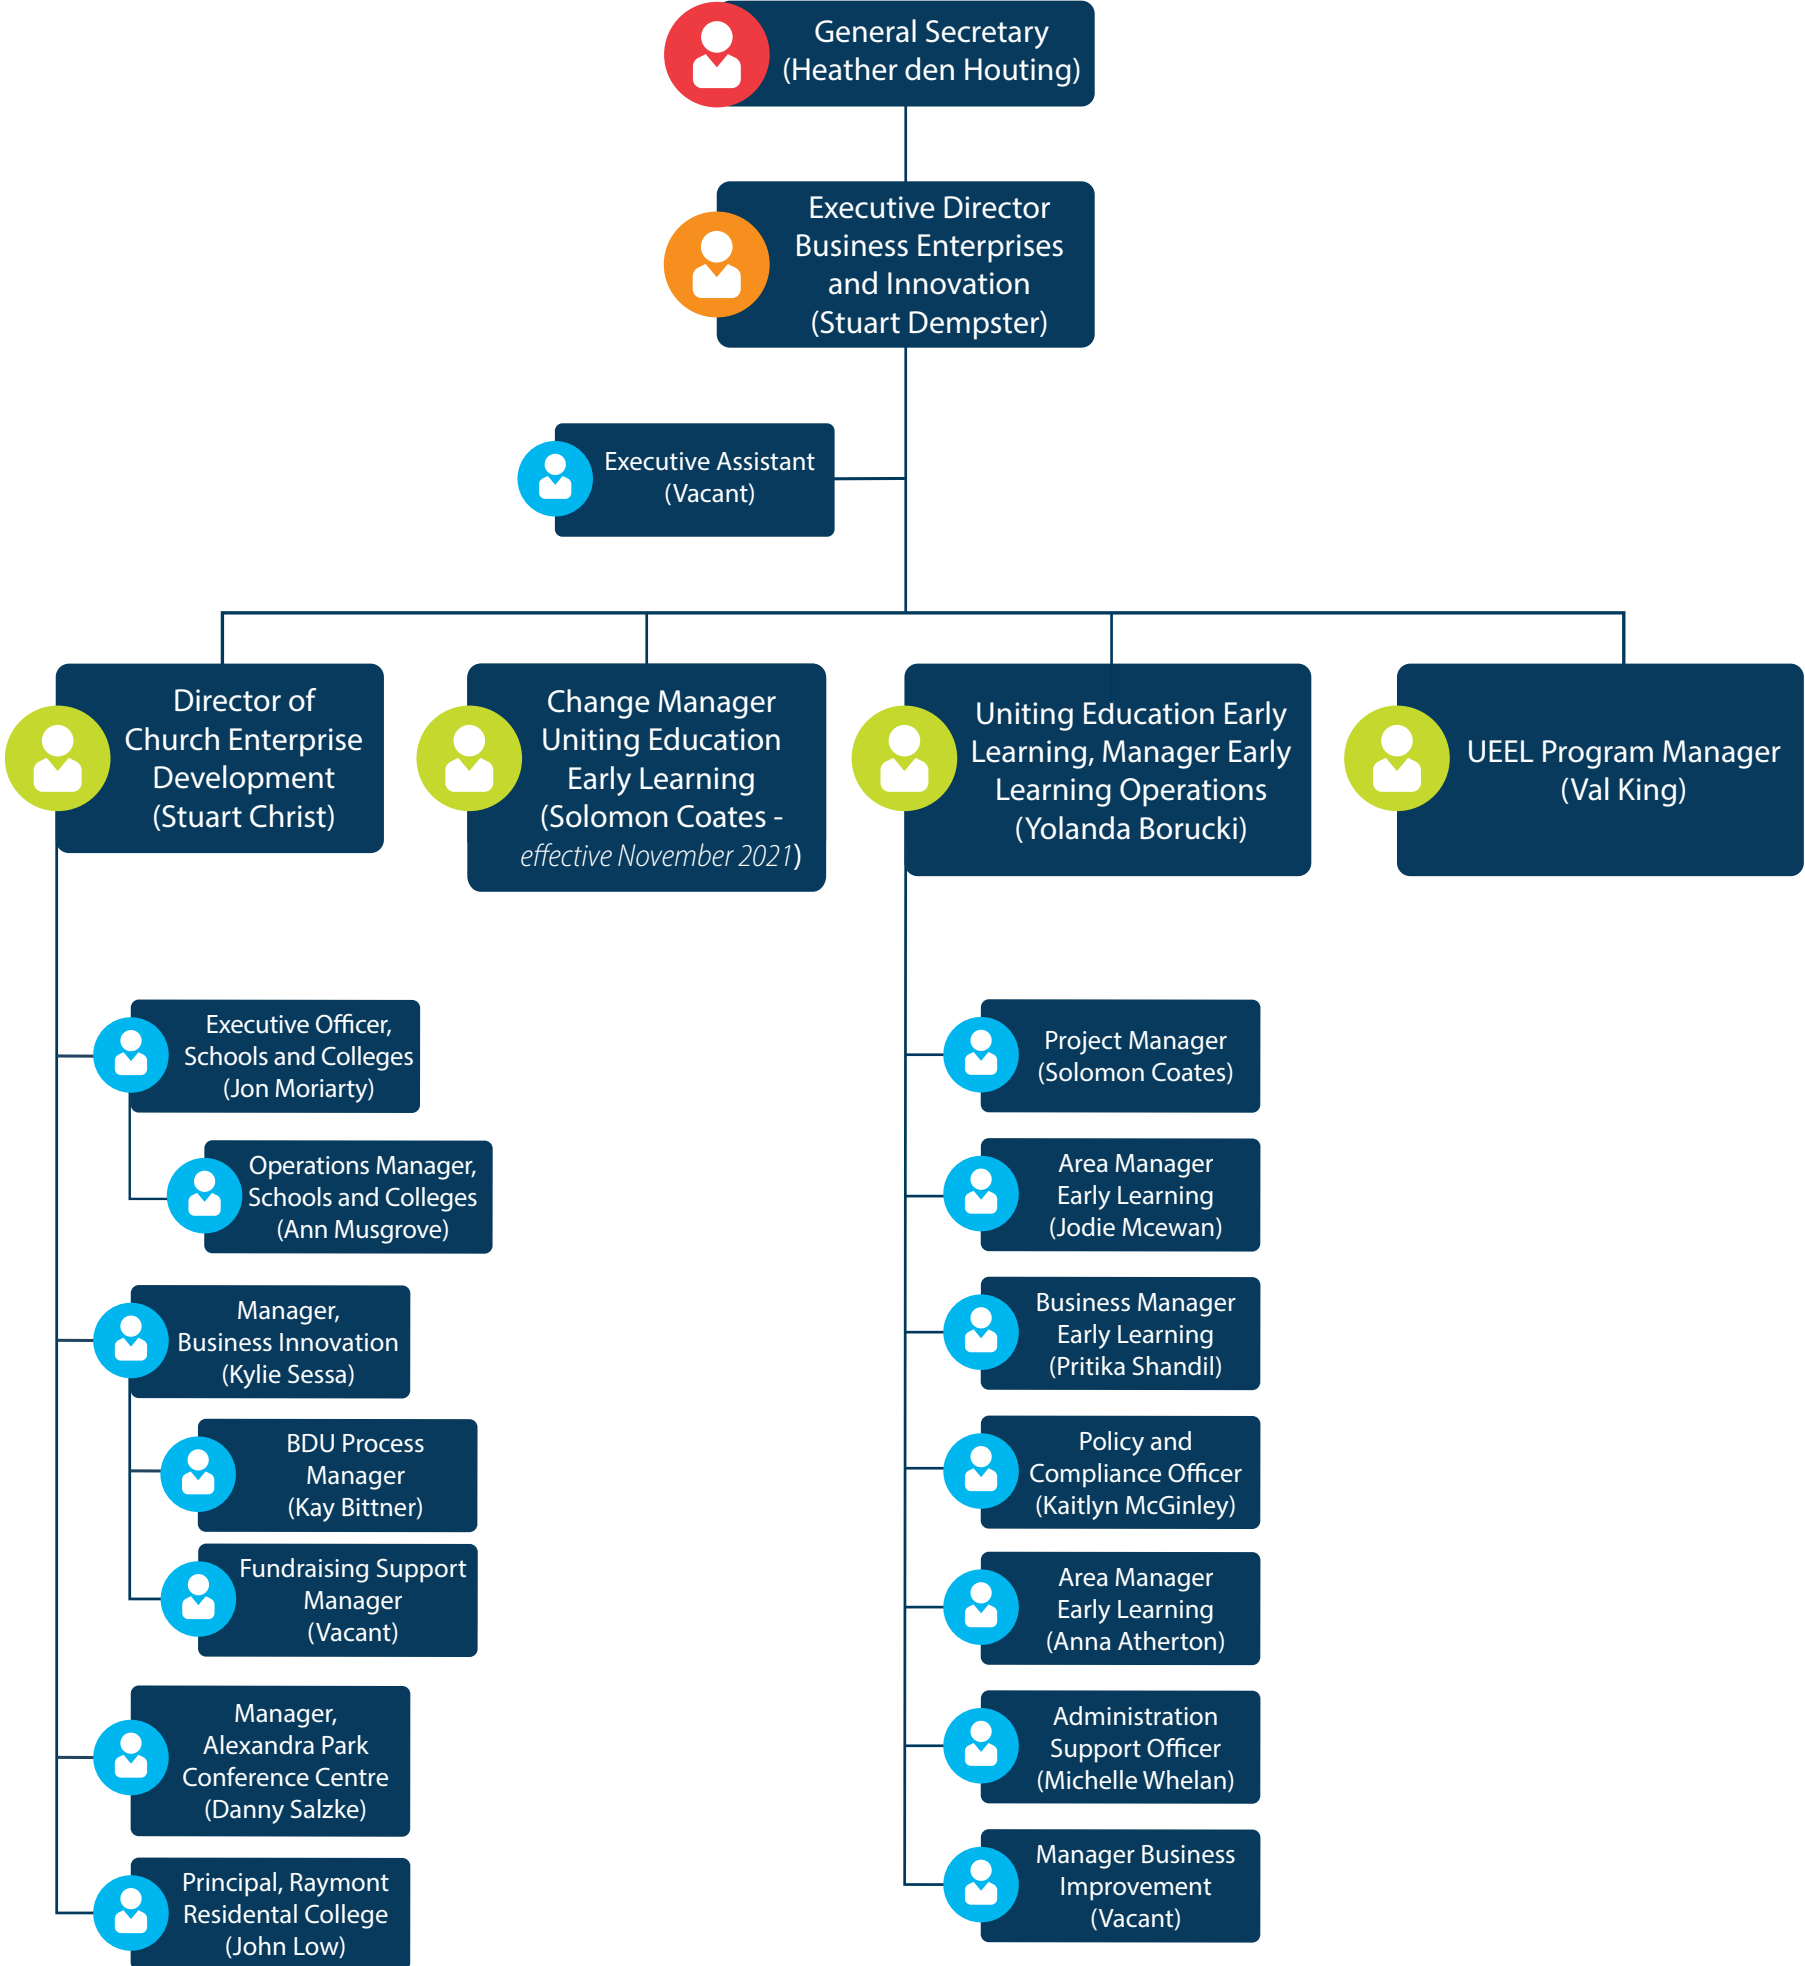 General Secretary
(Heather den Houting)
Executive Director
Business Enterprises
and Innovation
(Stuart Dempster)
Executive Assistant
(Vacant)
Director of
Church Enterprise
Development
(Stuart Christ)
Change Manager
Uniting Education
Early Learning
(Solomon Coates -
effective November 2021)
Uniting Education Early
Learning, Manager Early
Learning Operations
(Yolanda Borucki)
UEEL Program Manager
(Val King)
Executive Officer,
Schools and Colleges
(Jon Moriarty)
Operations Manager,
Schools and Colleges
(Ann Musgrove)
Manager,
Business Innovation
(Kylie Sessa)
BDU Process
Manager
(Kay Bittner)
Fundraising Support
Manager
(Vacant)
Manager,
Alexandra Park
Conference Centre
(Danny Salzke)
Principal, Raymont
Residental College
(John Low)
Project Manager
(Solomon Coates)
Area Manager
Early Learning
(Jodie Mcewan)
Business Manager
Early Learning
(Pritika Shandil)
Policy and
Compliance Officer
(Kaitlyn McGinley)
Area Manager
Early Learning
(Anna Atherton)
Administration
Support Officer
(Michelle Whelan)
Manager Business
Improvement
(Vacant)